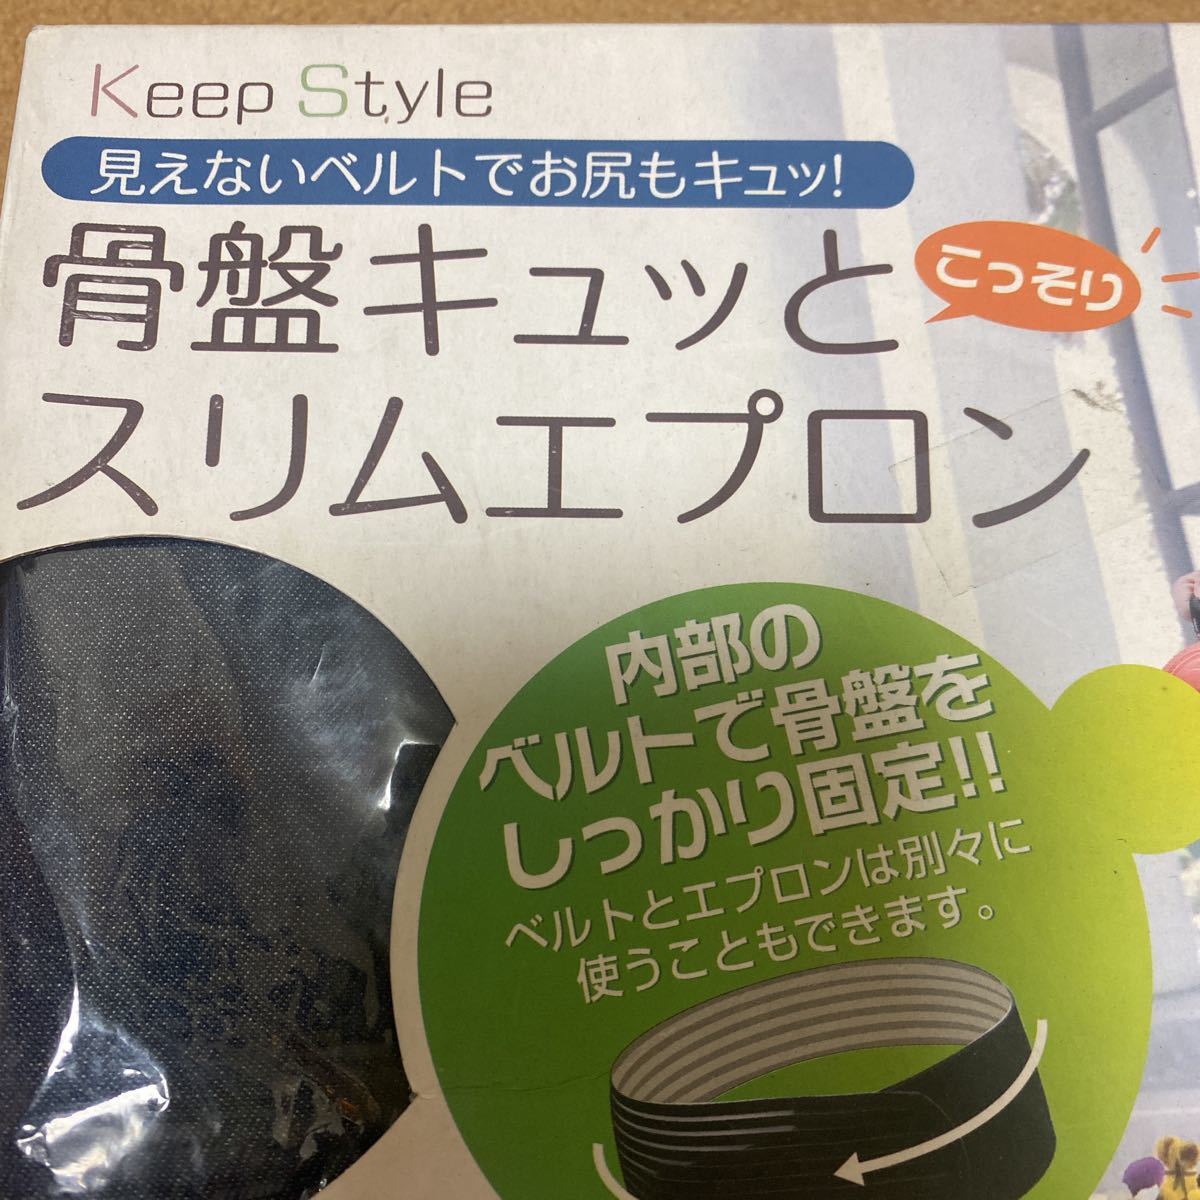 Keep Style
見えないベルトでお尻もキュッ!
骨盤キュッと
こっそり
スリムエプロン
内部の
ベルトで骨盤を
しっかり固定!!
ベルトとエプロンは別々に
使うこともできます。